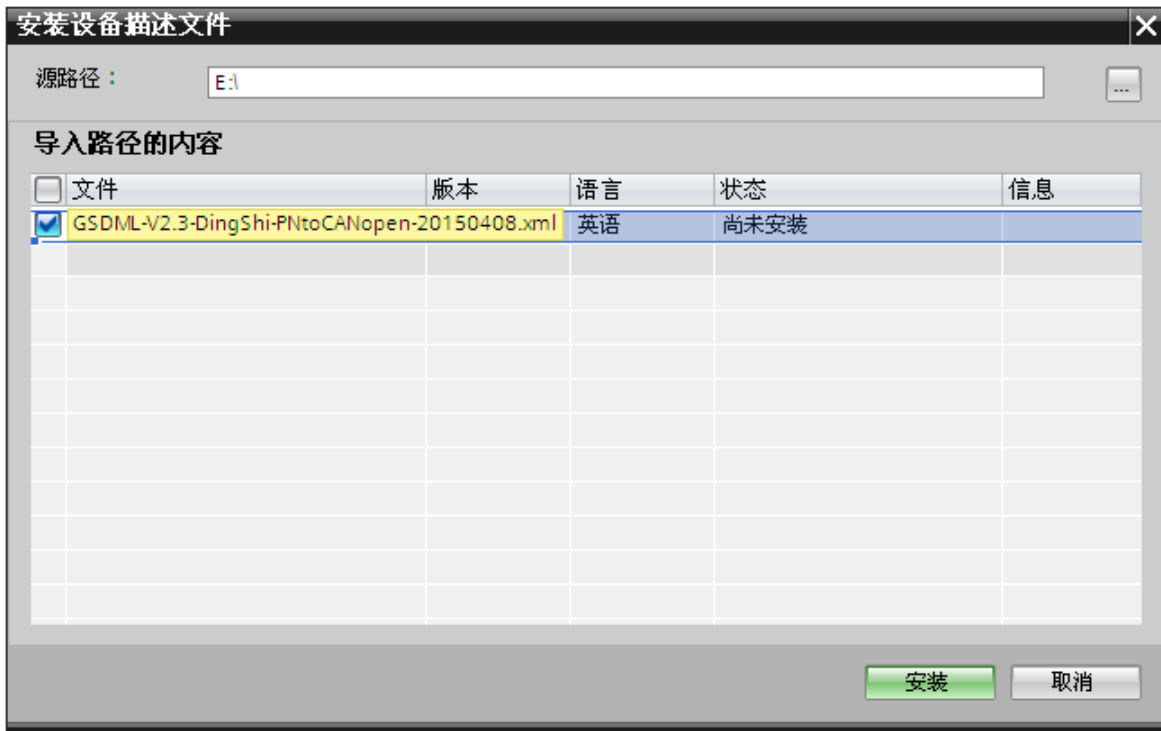 安装设备描述文件
源路径：
E:\
...
导入路径的内容
文件 版本 语言 状态 信息
GSDML-V2.3-DingShi-PNtoCANopen-20150408.xml 英语 尚未安装
安装 取消